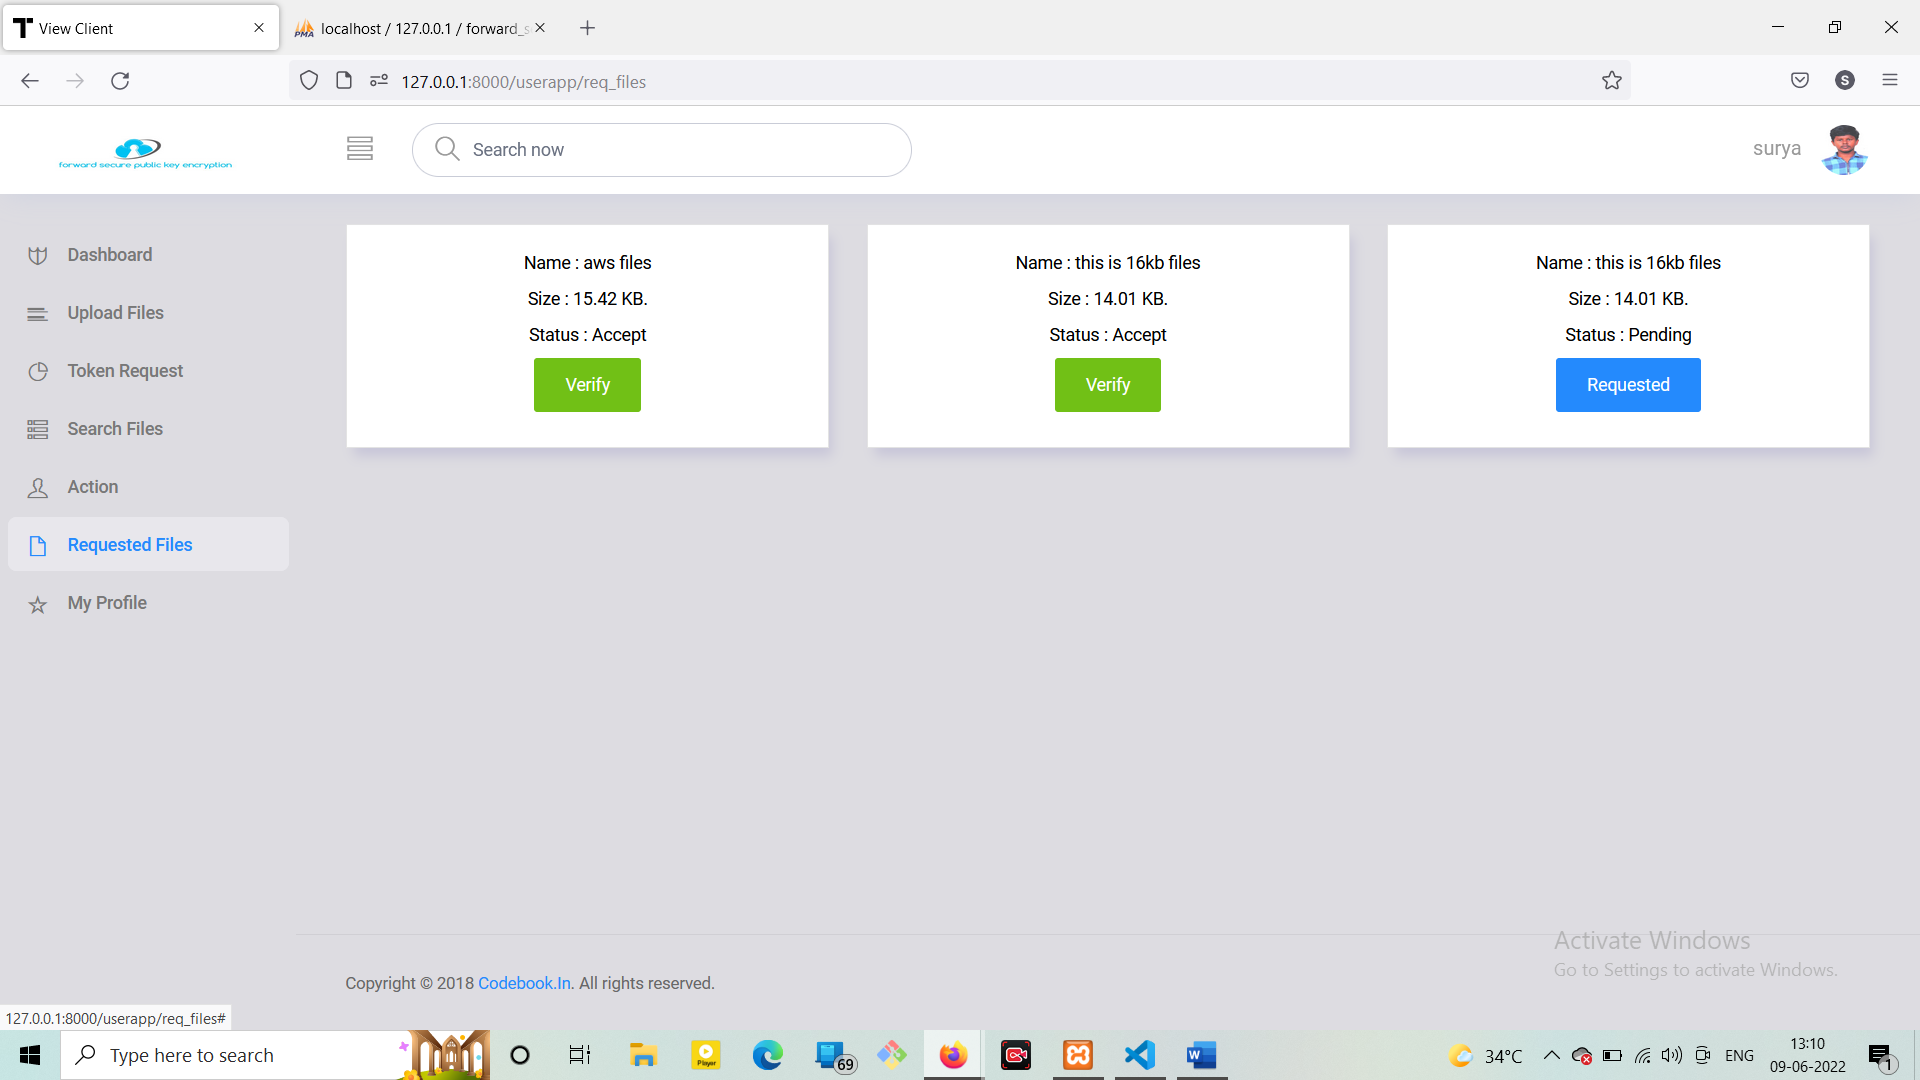 View Client
localhost / 127.0.0.1 / forward_s
127.0.0.1:8000/userapp/req_files
S
forward secure public key encryption
Search now
surya
Dashboard
Upload Files
Token Request
Search Files
Action
Requested Files
My Profile
Name : aws files
Size : 15.42 KB.
Status : Accept
Verify
Name : this is 16kb files
Size : 14.01 KB.
Status : Accept
Verify
Name : this is 16kb files
Size : 14.01 KB.
Status : Pending
Requested
Activate Windows
Go to Settings to activate Windows.
Copyright © 2018 Codebook.In. All rights reserved.
127.0.0.1:8000/userapp/req_files#
Type here to search
Player
69
34°C
ENG
13:10
09-06-2022
1